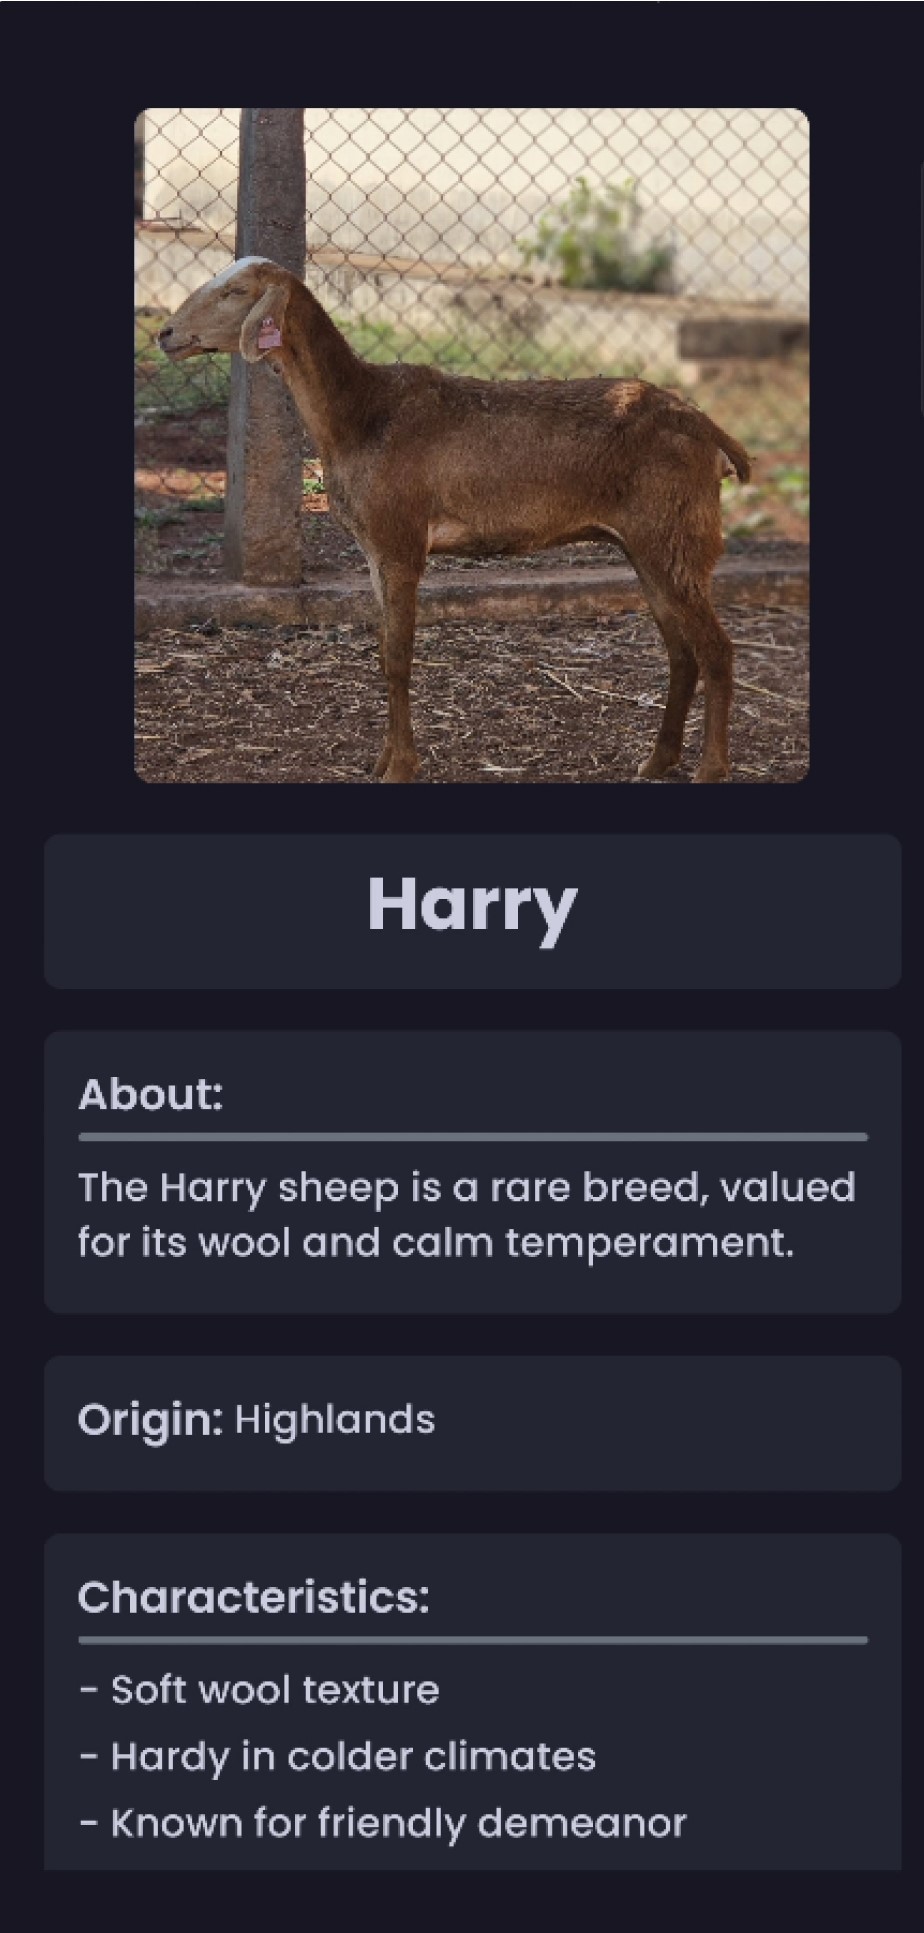 Harry
About:
The Harry sheep is a rare breed, valued
for its wool and calm temperament.
Origin: Highlands
Characteristics:
- Soft wool texture
- Hardy in colder climates
- Known for friendly demeanor